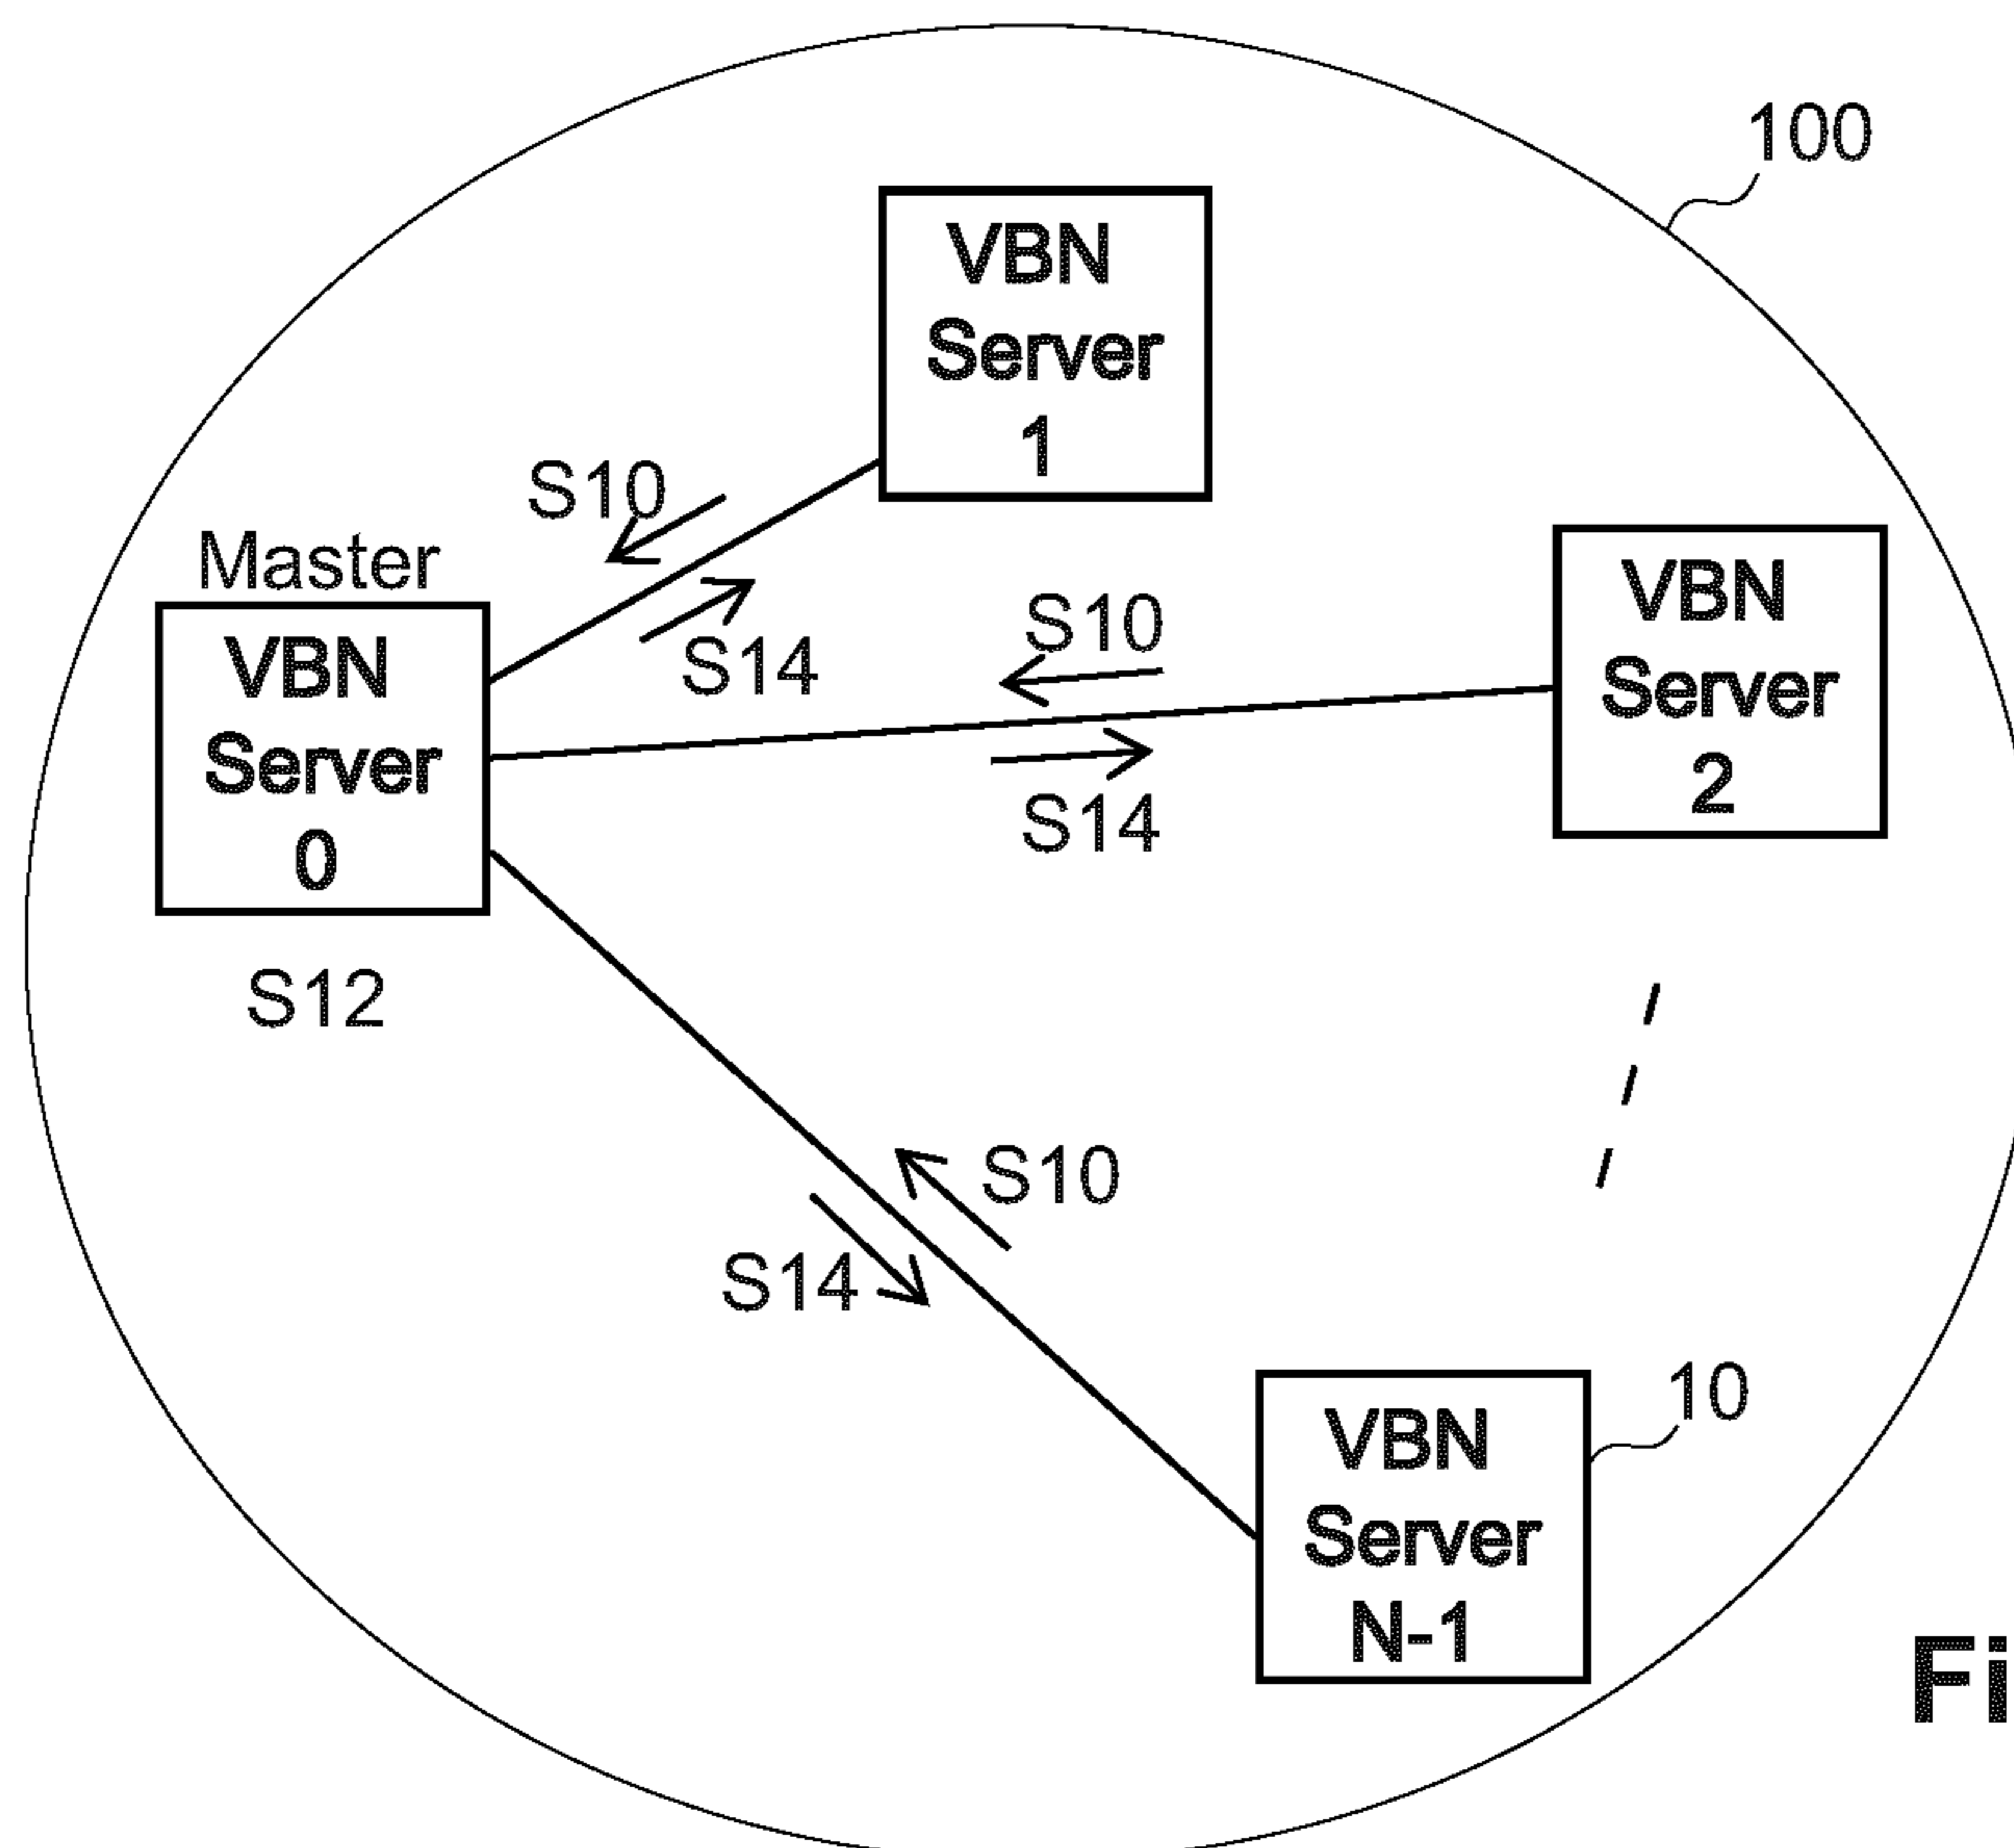 100
VBN
Server
1
S10
Master
S14
VBN
Server
0
S10
S14
VBN
Server
2
S12
S10
S14
10
VBN
Server
N-1
Fi